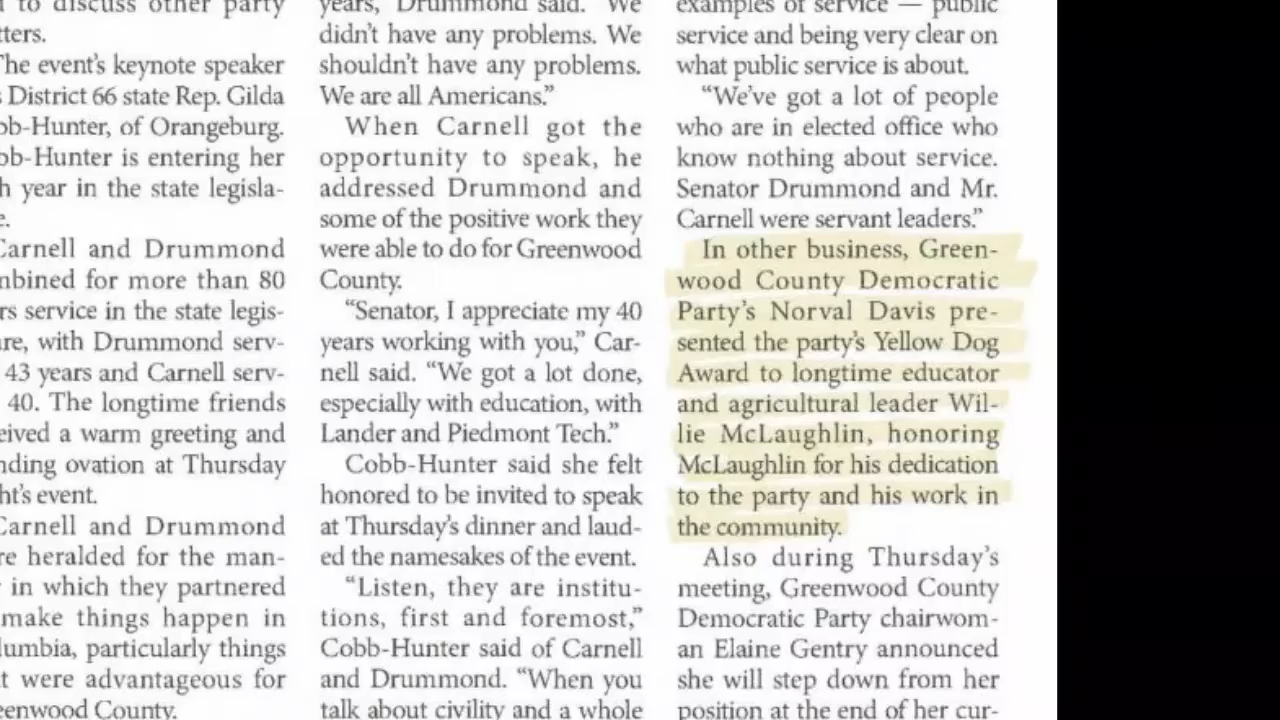 to discuss other party
The event's keynote speaker
District 66 state Rep. Gilda
of Orangeburg.
is entering her
year in the state legisla-
Carnell and Drummond
for more than 80
service in the state legis-
with Drummond serv-
43 years and Carnell serv-
40. The longtime friends
a warm greeting and
ovation at Thursday
event.
Carnell and Drummond
heralded for the man-
in which they partnered
make things happen in
particularly things
were advantageous for
County.
years, Drummond said. "We
didn't have any problems. We
shouldn't have any problems.
We are all Americans."
When Carnell got the
opportunity to speak, he
addressed Drummond and
some of the positive work they
were able to do for Greenwood
County.
"Senator, I appreciate my 40
years working with you," Car-
nell said. "We got a lot done,
especially with education, with
Lander and Piedmont Tech."
Cobb-Hunter said she felt
honored to be invited to speak
at Thursday's dinner and laud-
ed the namesakes of the event.
"Listen, they are institu-
tions, first and foremost,"
Cobb-Hunter said of Carnell
and Drummond. "When you
talk about civility and a whole
examples of service — public
service and being very clear on
what public service is about.
"We've got a lot of people
who are in elected office who
know nothing about service.
Senator Drummond and Mr.
Carnell were servant leaders."
In other business, Green-
wood County Democratic
Party's Norval Davis pre-
sented the party's Yellow Dog
Award to longtime educator
and agricultural leader Wil-
lie McLaughlin, honoring
McLaughlin for his dedication
to the party and his work in
the community.
Also during Thursday's
meeting, Greenwood County
Democratic Party chairwom-
an Elaine Gentry announced
she will step down from her
position at the end of her cur-